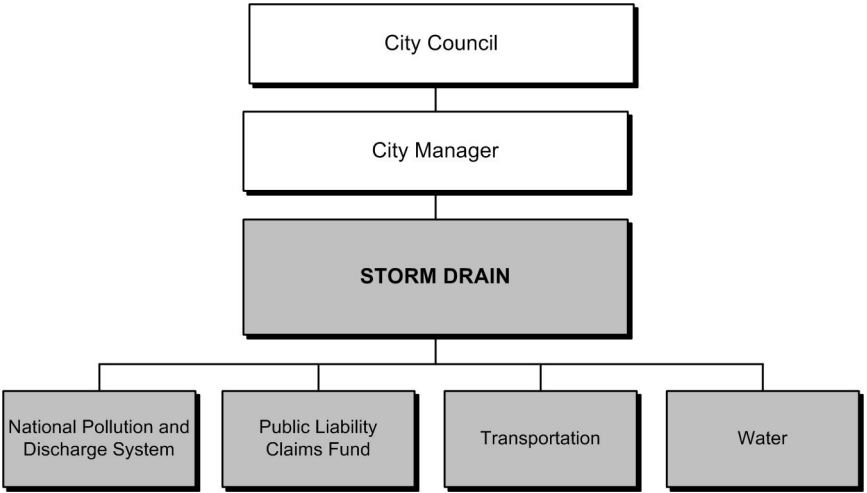 City Council
City Manager
STORM DRAIN
National Pollution and
Discharge System
Public Liability
Claims Fund
Transportation
Water